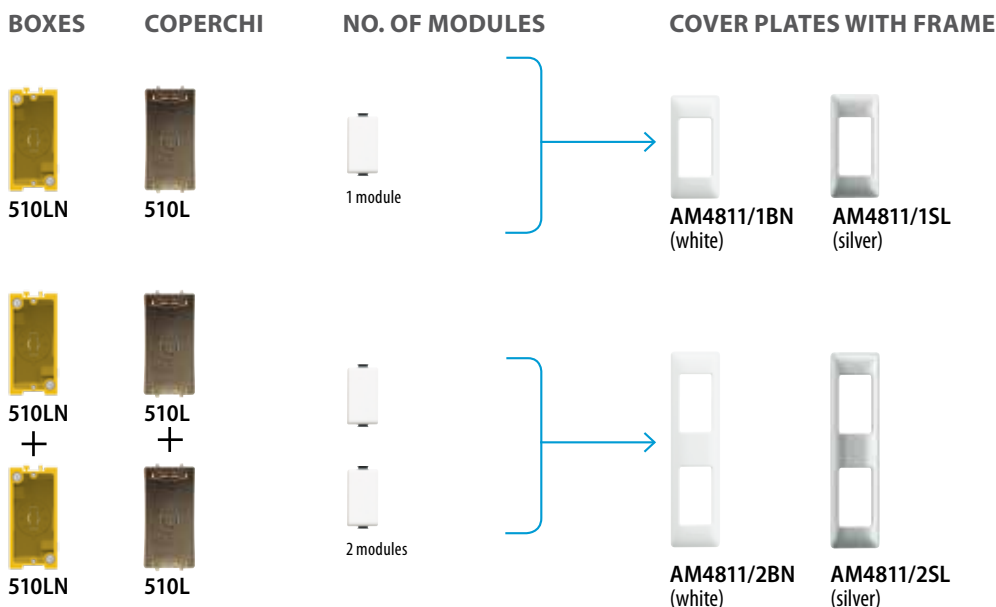 BOXES COPERCHI NO. OF MODULES COVER PLATES WITH FRAME
510LN 510L 1 module AM4811/1BN AM4811/1SL
(white) (silver)
510LN 510L
+ +
510LN 510L 2 modules AM4811/2BN AM4811/2SL
(white) (silver)